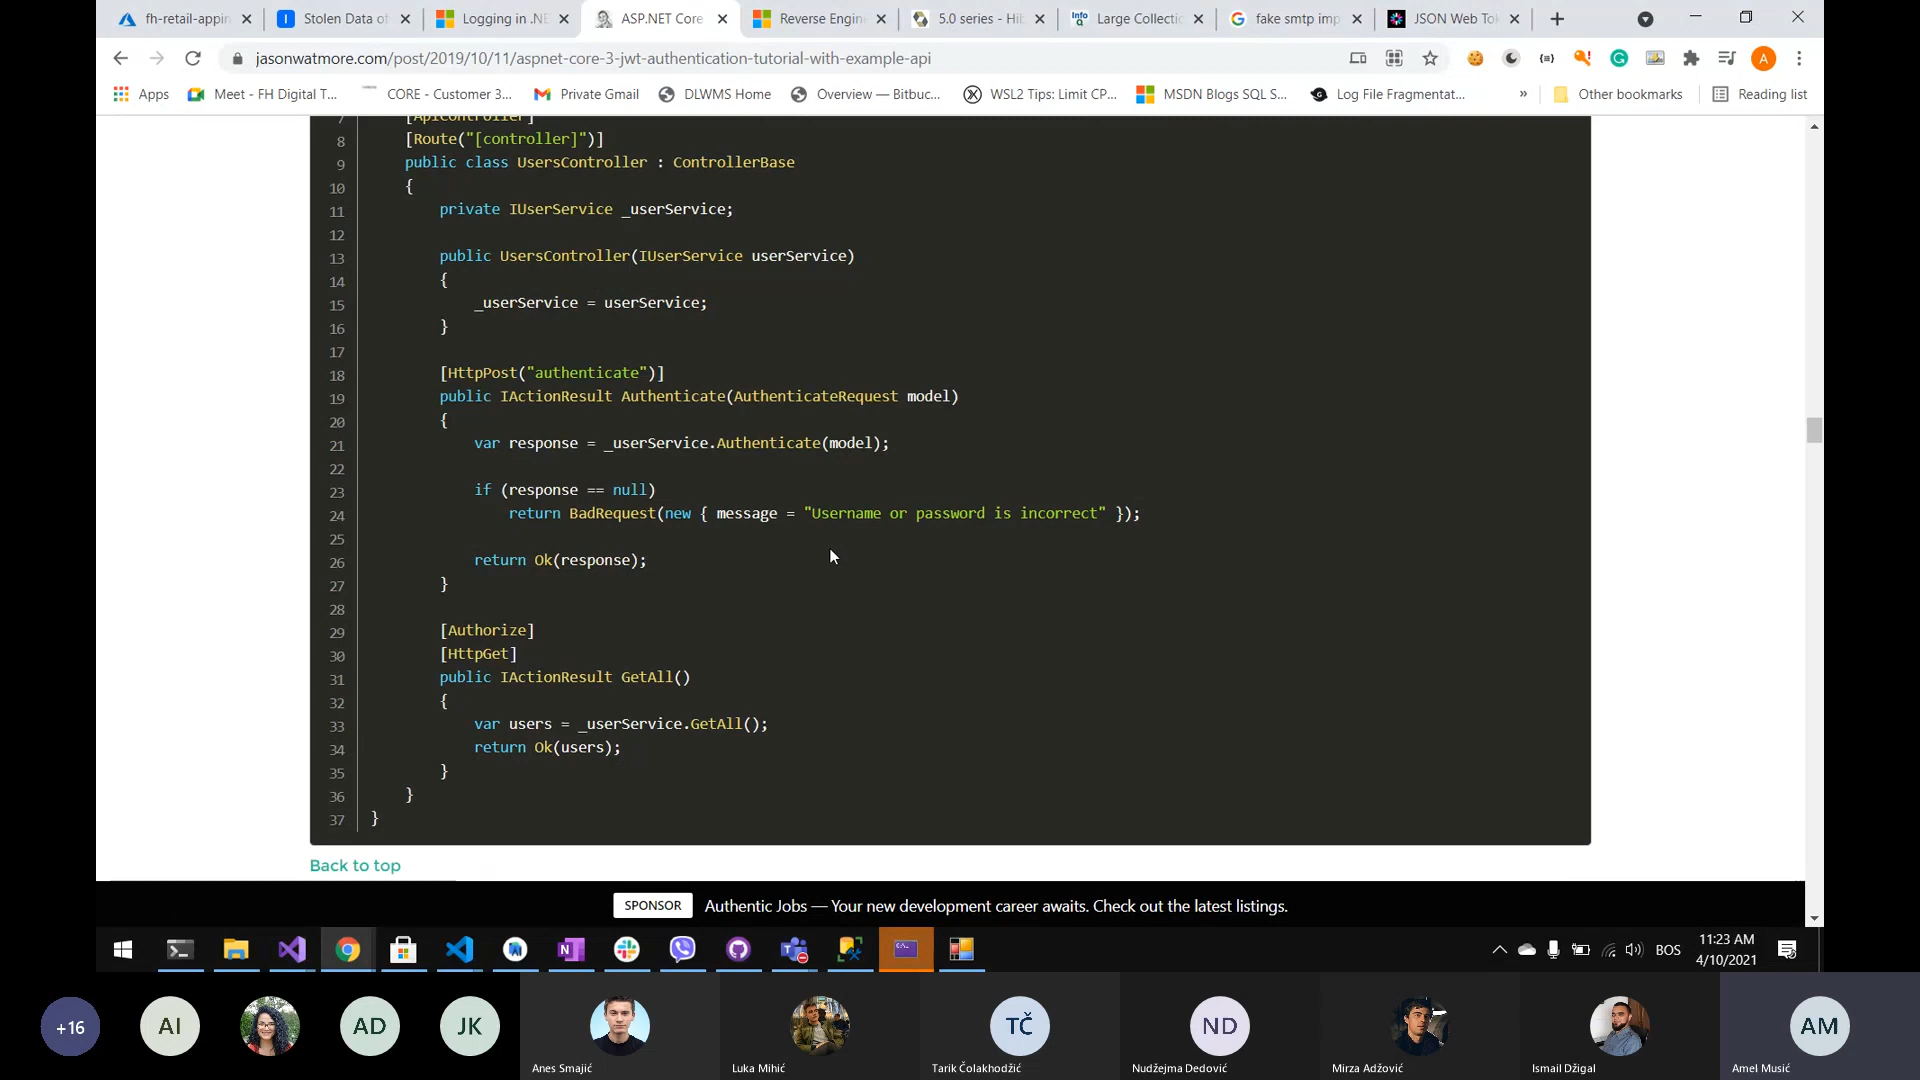 fh-retail-appin
Stolen Data of
Logging in .NE
ASP.NET Core
Reverse Engin
5.0 series - Hib
Large Collectio
fake smtp imp
JSON Web Tok
jasonwatmore.com/post/2019/10/11/aspnet-core-3-jwt-authentication-tutorial-with-example-api
A
Apps
Meet - FH Digital T...
CORE - Customer 3...
Private Gmail
DLWMS Home
Overview — Bitbuc...
WSL2 Tips: Limit CP...
MSDN Blogs SQL S...
Log File Fragmentat...
»
Other bookmarks
Reading list
7 [ApiController]
8 [Route("[controller]")]
9 public class UsersController : ControllerBase
10 {
11 private IUserService _userService;
12
13 public UsersController(IUserService userService)
14 {
15 _userService = userService;
16 }
17
18 [HttpPost("authenticate")]
19 public IActionResult Authenticate(AuthenticateRequest model)
20 {
21 var response = _userService.Authenticate(model);
22
23 if (response == null)
24 return BadRequest(new { message = "Username or password is incorrect" });
25
26 return Ok(response);
27 }
28
29 [Authorize]
30 [HttpGet]
31 public IActionResult GetAll()
32 {
33 var users = _userService.GetAll();
34 return Ok(users);
35 }
36 }
37 }
Back to top
SPONSOR Authentic Jobs — Your new development career awaits. Check out the latest listings.
BOS
11:23 AM
4/10/2021
+16
AI
AD
JK
TČ
ND
AM
Anes Smajić
Luka Mihić
Tarik Čolakhodžić
Nudžejma Dedović
Mirza Adžović
Ismail Džigal
Amel Musić